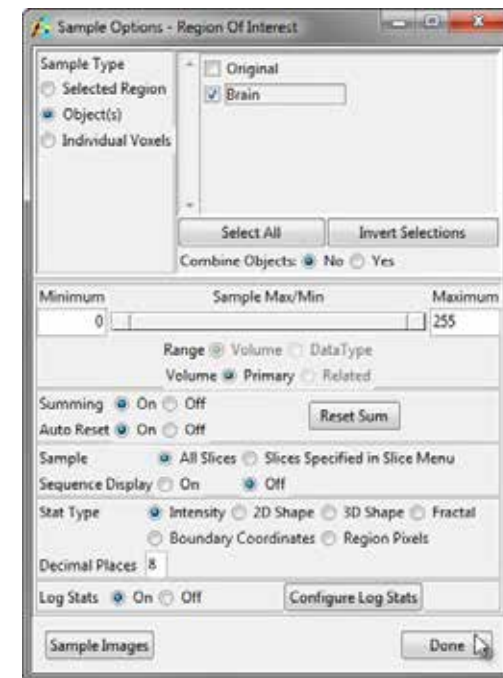 Sample Options - Region Of Interest
Sample Type
Selected Region
Object(s)
Individual Voxels
Original
Brain
Select All Invert Selections
Combine Objects: No Yes
Minimum Sample Max/Min Maximum
0 255
Range Volume DataType
Volume Primary Related
Summing On Off
Auto Reset On Off
Reset Sum
Sample All Slices Slices Specified in Slice Menu
Sequence Display On Off
Stat Type Intensity 2D Shape 3D Shape Fractal
Boundary Coordinates Region Pixels
Decimal Places 8
Log Stats On Off Configure Log Stats
Sample Images Done